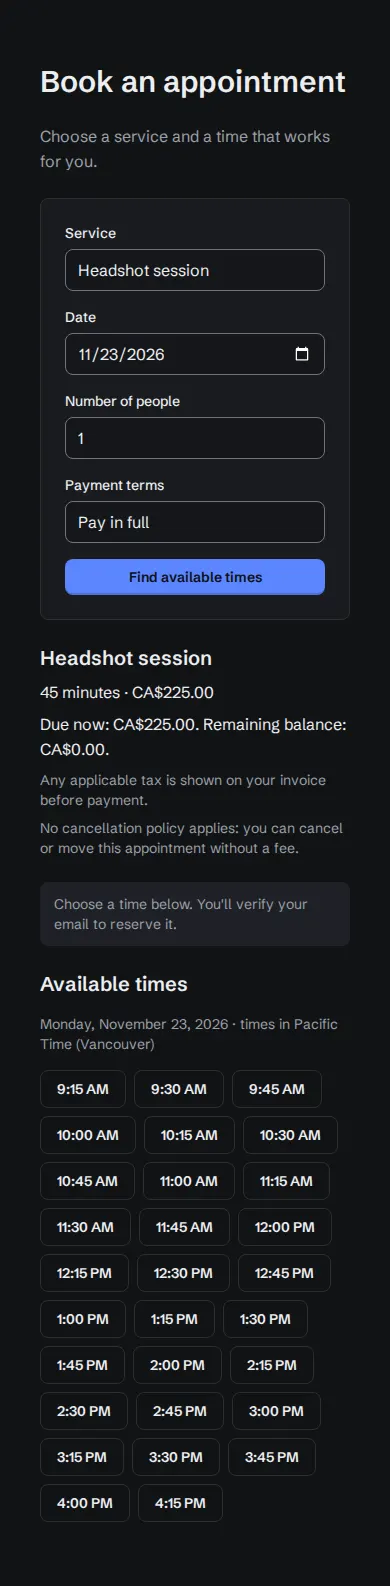 Book an appointment
Choose a service and a time that works
for you.
Service
Headshot session
Date
11/23/2026
Number of people
1
Payment terms
Pay in full
Find available times
Headshot session
45 minutes · CA$225.00
Due now: CA$225.00. Remaining balance:
CA$0.00.
Any applicable tax is shown on your invoice
before payment.
No cancellation policy applies: you can cancel
or move this appointment without a fee.
Choose a time below. You'll verify your
email to reserve it.
Available times
Monday, November 23, 2026 · times in Pacific
Time (Vancouver)
9:15 AM 9:30 AM 9:45 AM
10:00 AM 10:15 AM 10:30 AM
10:45 AM 11:00 AM 11:15 AM
11:30 AM 11:45 AM 12:00 PM
12:15 PM 12:30 PM 12:45 PM
1:00 PM 1:15 PM 1:30 PM
1:45 PM 2:00 PM 2:15 PM
2:30 PM 2:45 PM 3:00 PM
3:15 PM 3:30 PM 3:45 PM
4:00 PM 4:15 PM